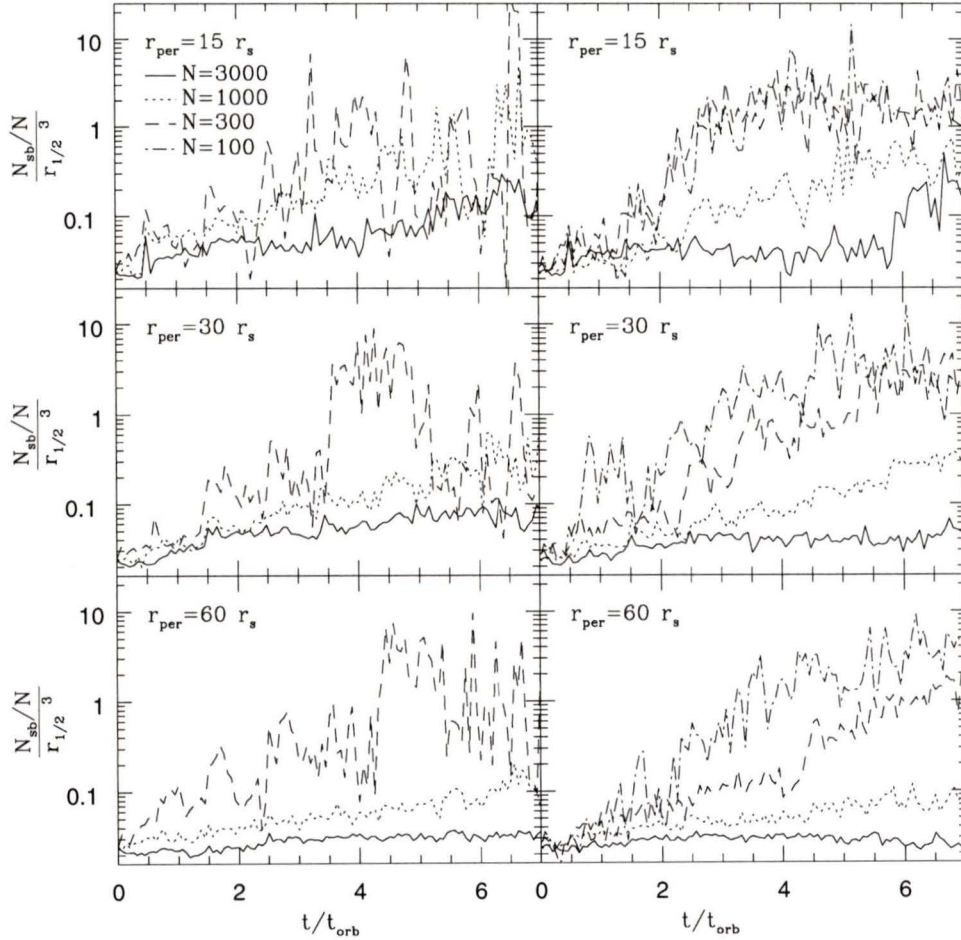 r_per=15 r_s
N=3000
N=1000
N=300
N=100
r_per=15 r_s
10
1
0.1
N_sb/N
r_1/2^3
r_per=30 r_s
r_per=30 r_s
10
1
0.1
N_sb/N
r_1/2^3
r_per=60 r_s
r_per=60 r_s
10
1
0.1
N_sb/N
r_1/2^3
0 2 4 6 0 2 4 6
t/t_orb t/t_orb